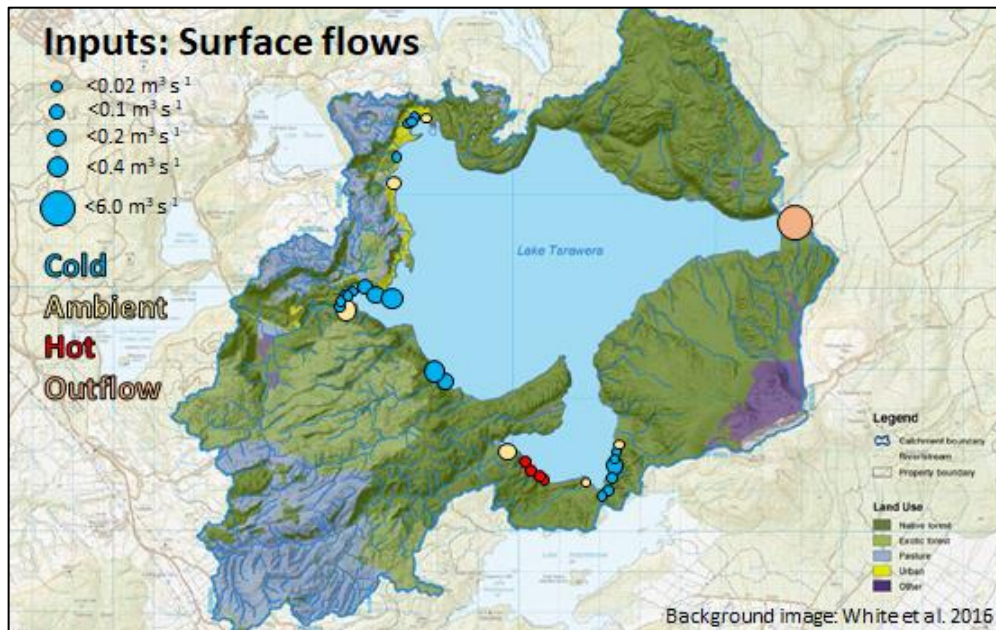 Inputs: Surface flows
<0.02 m³ s⁻¹
<0.1 m³ s⁻¹
<0.2 m³ s⁻¹
<0.4 m³ s⁻¹
<6.0 m³ s⁻¹
Cold
Ambient
Hot
Outflow
Lake Tarawera
Legend
Catchment boundary
River/stream
Property boundary
Land Use
Native forest
Exotic forest
Pasture
Urban
Other
Background image: White et al. 2016